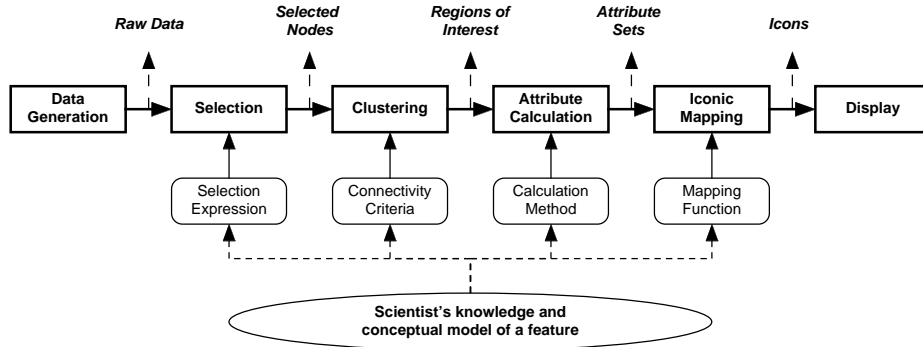 Raw Data
Selected
Nodes
Regions of
Interest
Attribute
Sets
Icons
Data
Generation
Selection
Clustering
Attribute
Calculation
Iconic
Mapping
Display
Selection
Expression
Connectivity
Criteria
Calculation
Method
Mapping
Function
Scientist's knowledge and
conceptual model of a feature